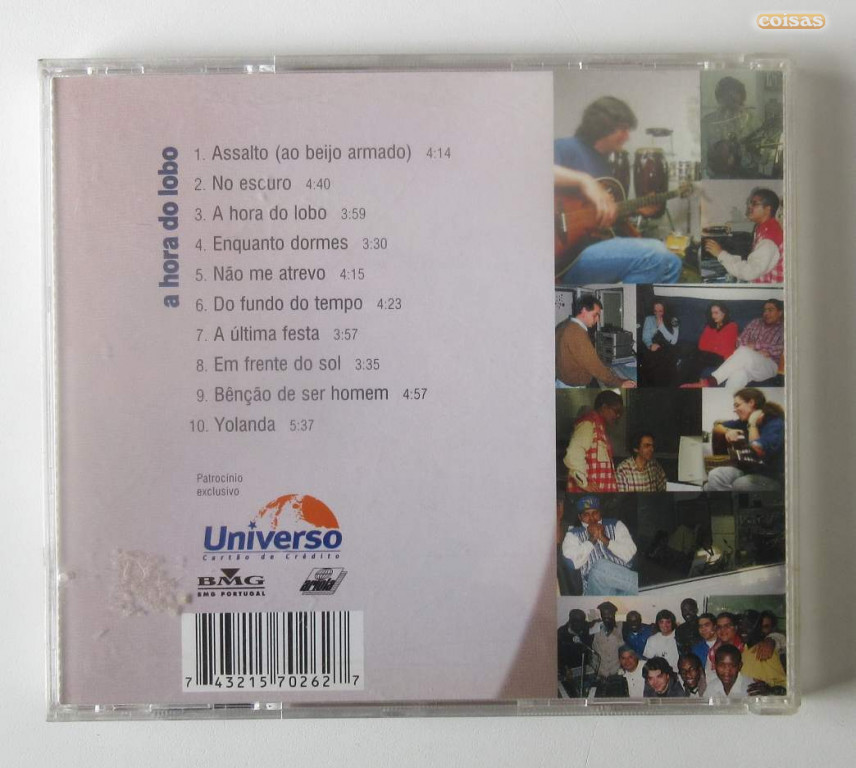 coisas
a hora do lobo
1. Assalto (ao beijo armado) 4:14
2. No escuro 4:40
3. A hora do lobo 3:59
4. Enquanto dormes 3:30
5. Não me atrevo 4:15
6. Do fundo do tempo 4:23
7. A última festa 3:57
8. Em frente do sol 3:35
9. Bênção de ser homem 4:57
10. Yolanda 5:37
Patrocínio
exclusivo
Universo
Cartão de Crédito
BMG
BMG PORTUGAL
ariola
7 43215 70262 7